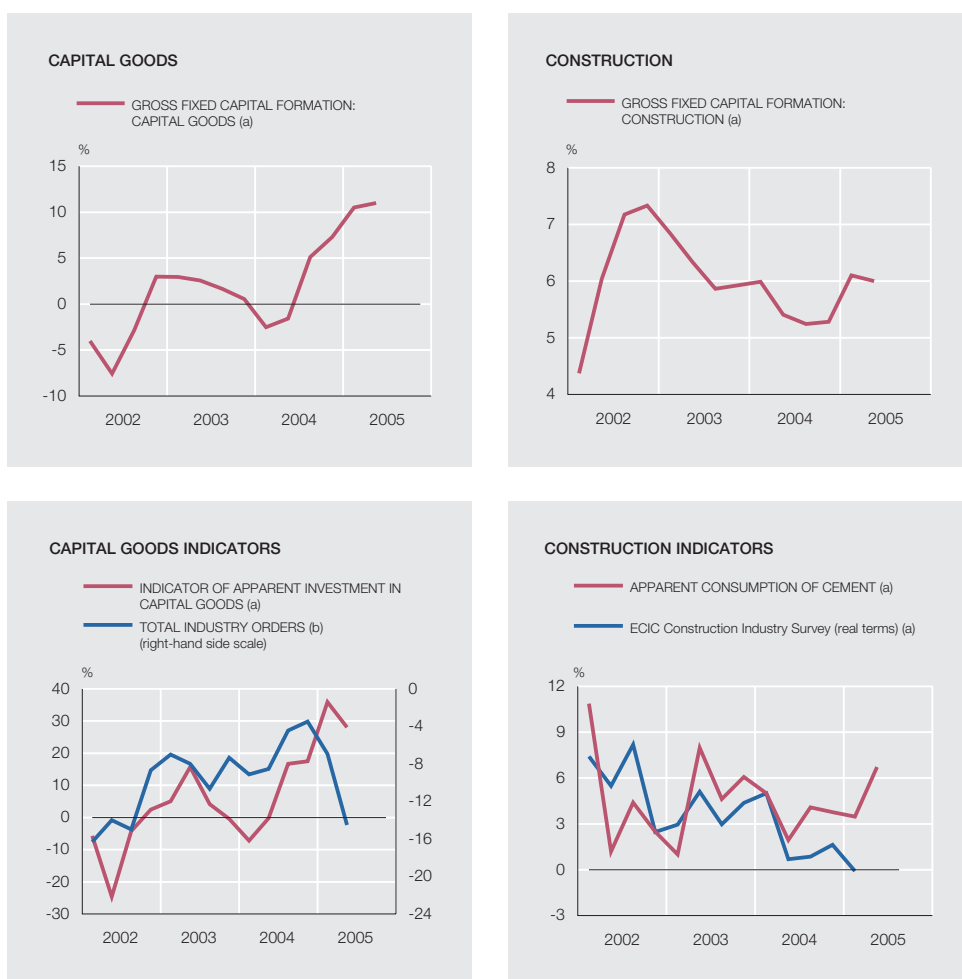 CAPITAL GOODS
GROSS FIXED CAPITAL FORMATION:
CAPITAL GOODS (a)
%
15
10
5
0
-5
-10
2002 2003 2004 2005
CONSTRUCTION
GROSS FIXED CAPITAL FORMATION:
CONSTRUCTION (a)
%
8
7
6
5
4
2002 2003 2004 2005
CAPITAL GOODS INDICATORS
INDICATOR OF APPARENT INVESTMENT IN
CAPITAL GOODS (a)
TOTAL INDUSTRY ORDERS (b)
(right-hand side scale)
%
40 0
30 -4
20 -8
10 -12
0 -16
-10 -20
-20 -24
-30
2002 2003 2004 2005
CONSTRUCTION INDICATORS
APPARENT CONSUMPTION OF CEMENT (a)
ECIC Construction Industry Survey (real terms) (a)
%
12
9
6
3
0
-3
2002 2003 2004 2005